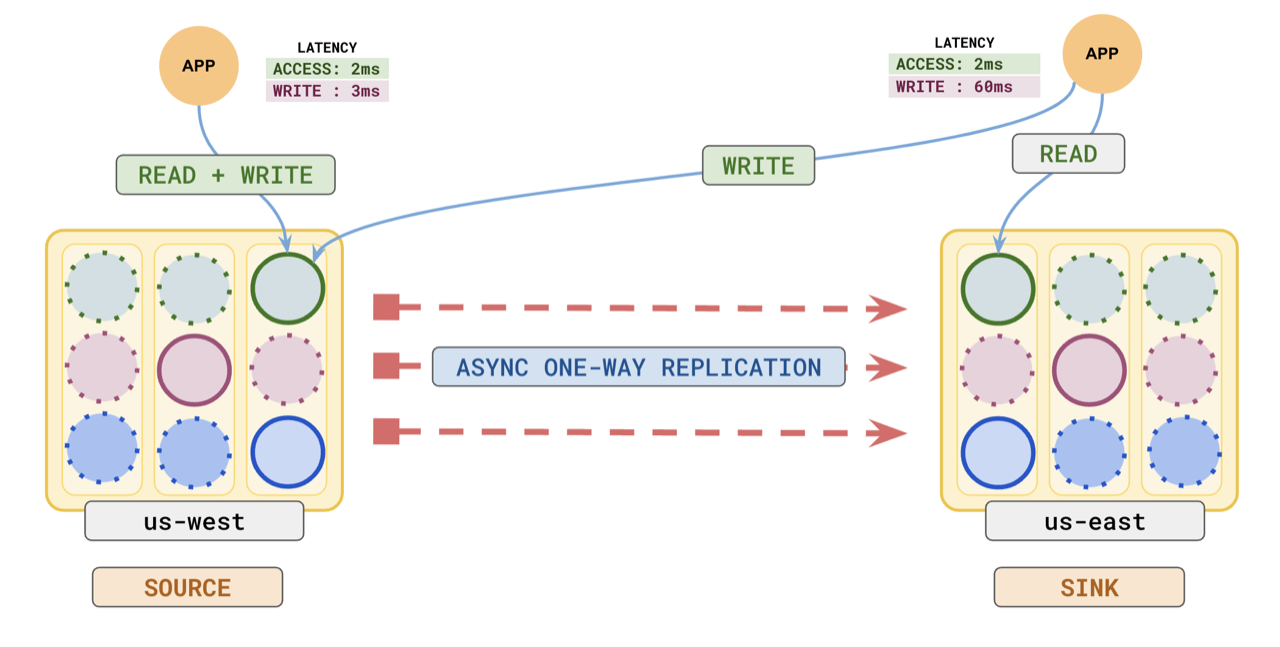 APP
LATENCY
ACCESS: 2ms
WRITE : 3ms
LATENCY
ACCESS: 2ms
WRITE : 60ms
APP
READ + WRITE
WRITE
READ
ASYNC ONE-WAY REPLICATION
us-west
us-east
SOURCE
SINK